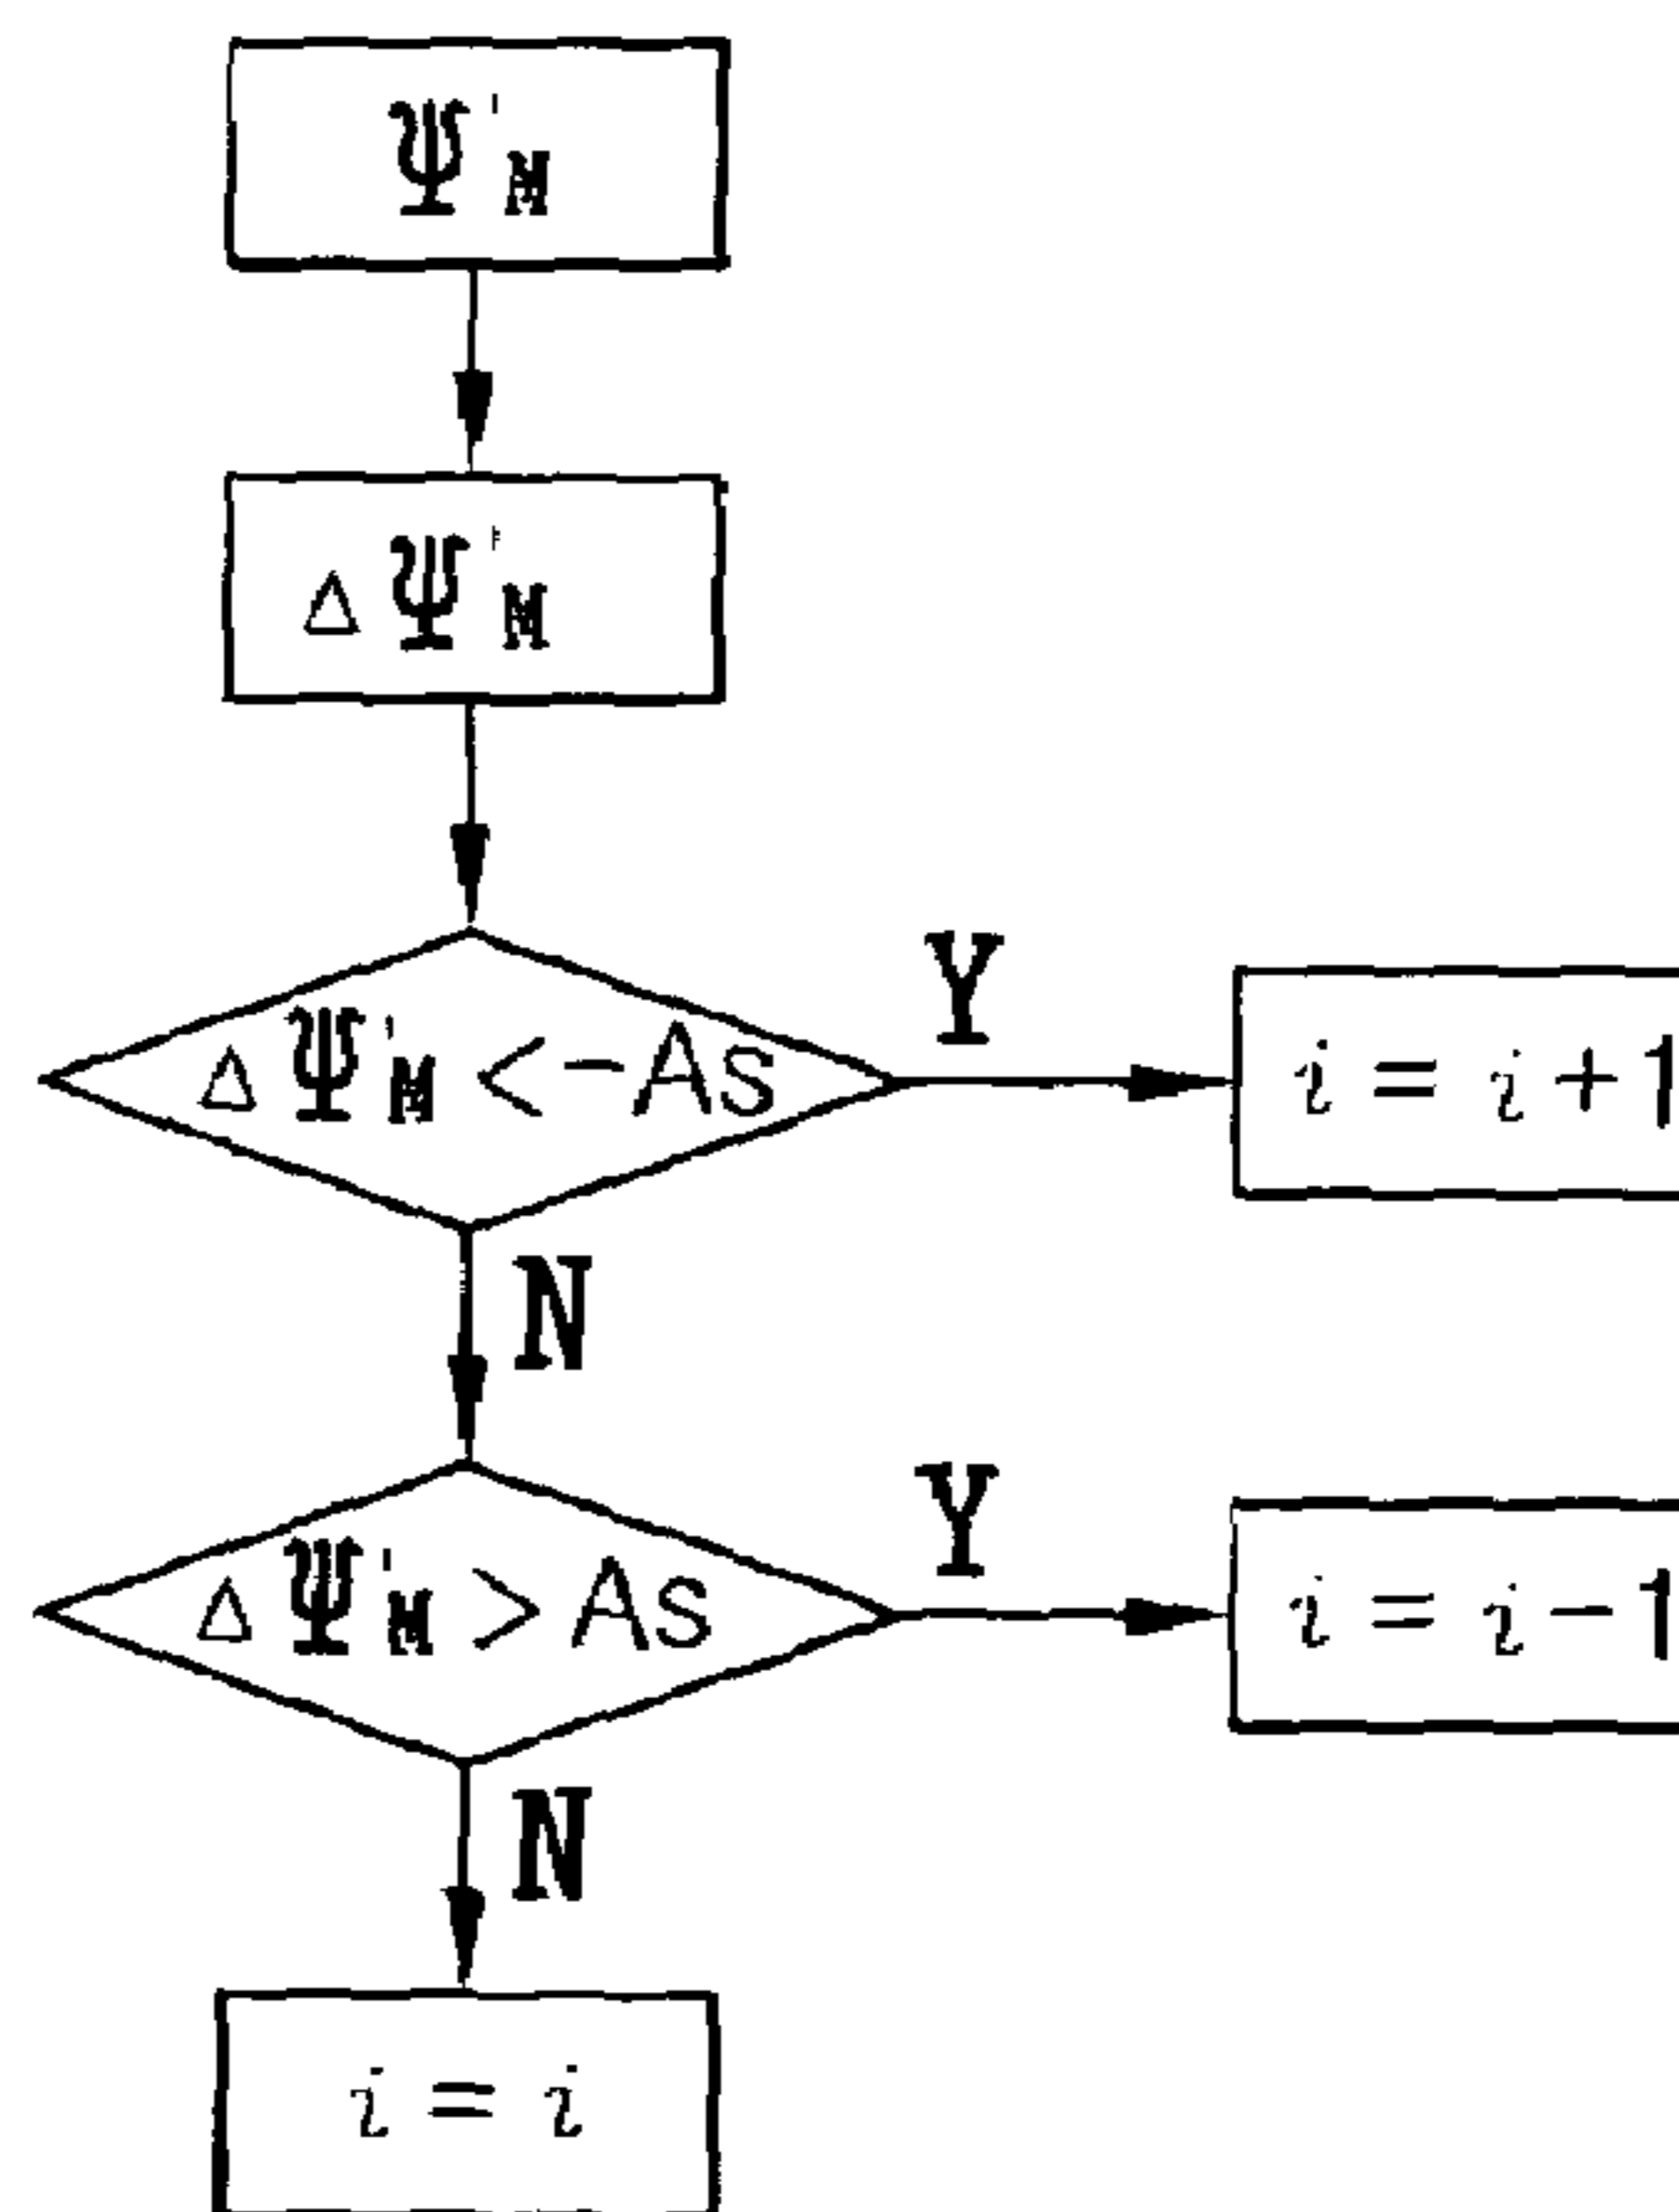 Ψ'M
ΔΨ'M
ΔΨ'M < -AS
Y
i = i + 1
N
ΔΨ'M > AS
Y
i = i - 1
N
i = i